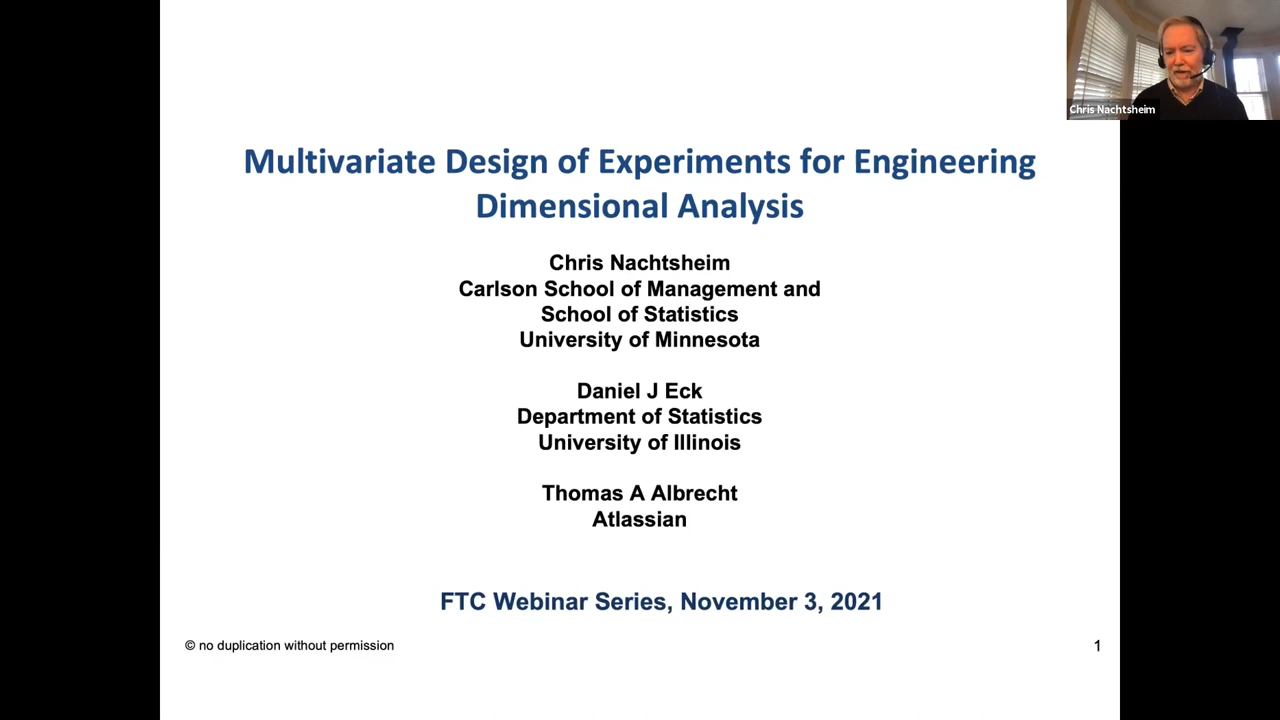 Chris Nachtsheim
Multivariate Design of Experiments for Engineering
Dimensional Analysis
Chris Nachtsheim
Carlson School of Management and
School of Statistics
University of Minnesota
Daniel J Eck
Department of Statistics
University of Illinois
Thomas A Albrecht
Atlassian
FTC Webinar Series, November 3, 2021
© no duplication without permission
1